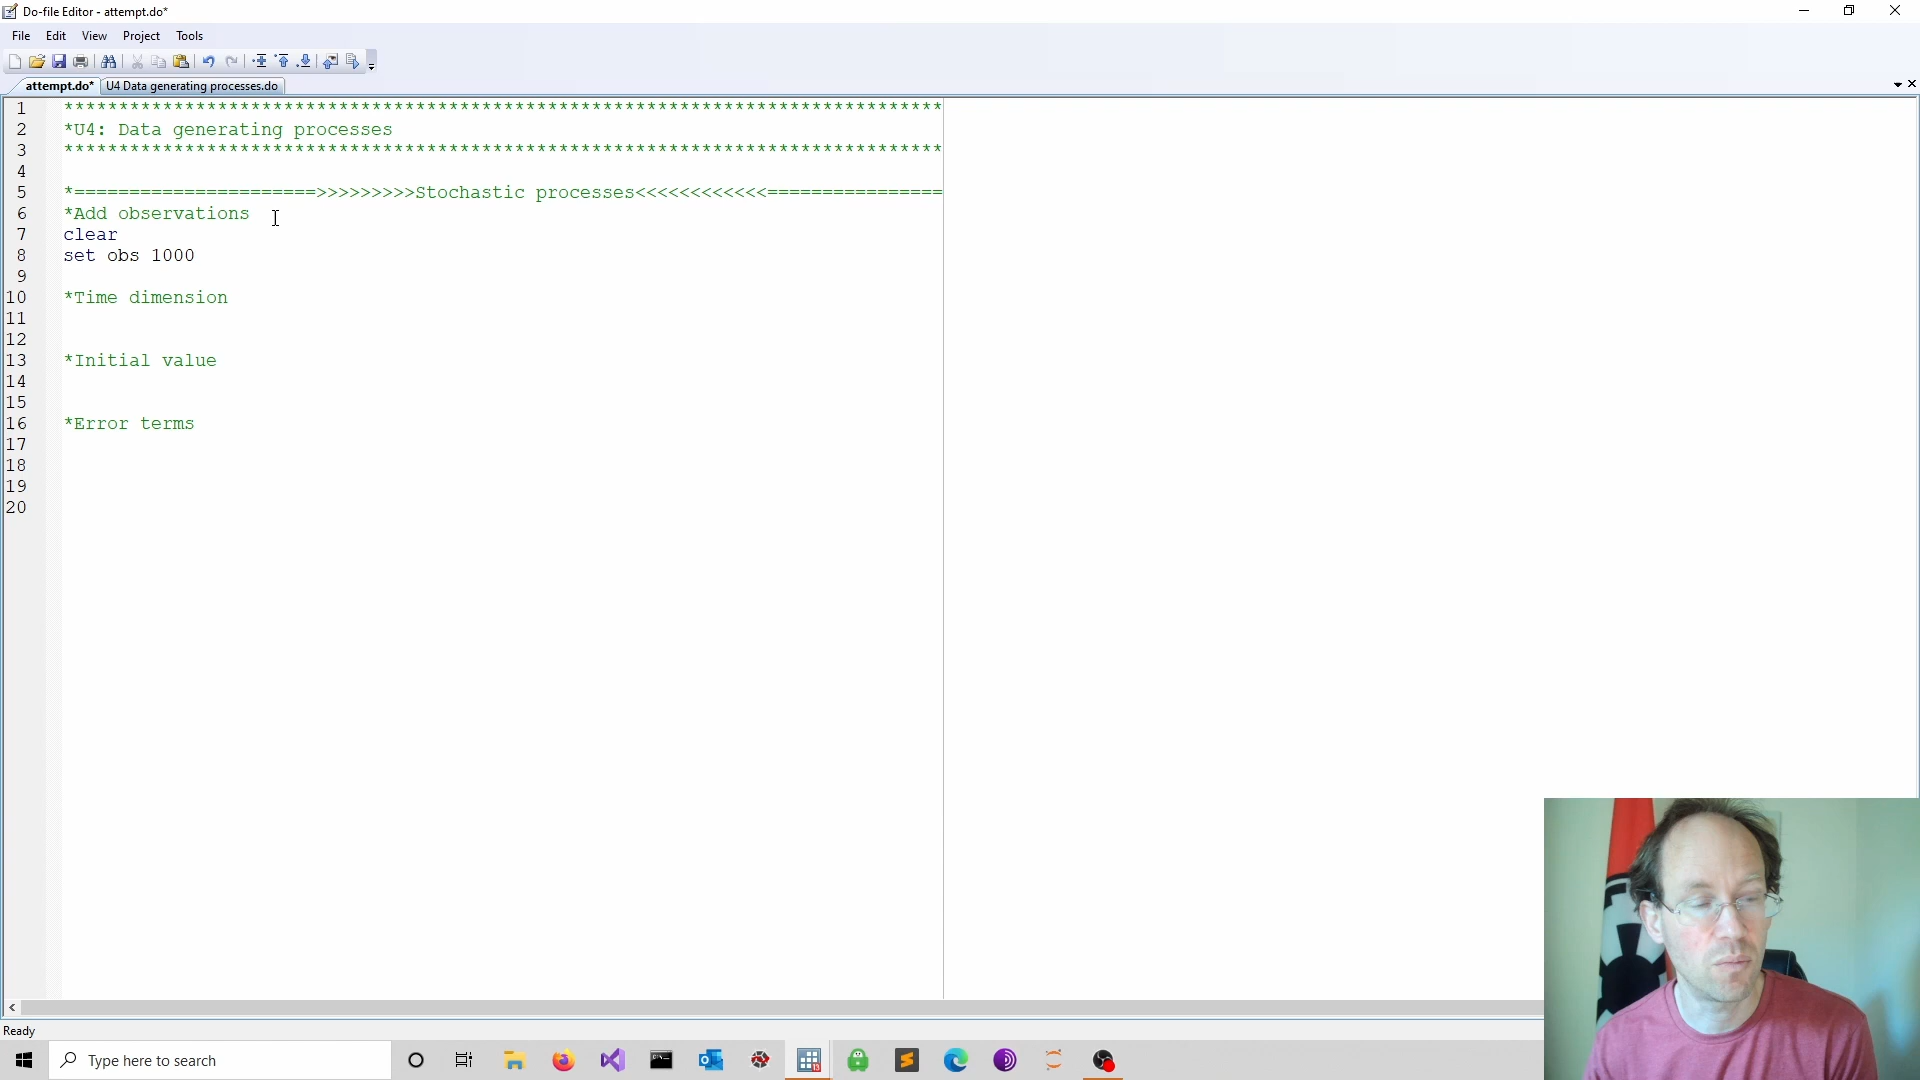 Do-file Editor - attempt.do*
File Edit View Project Tools
attempt.do* U4 Data generating processes.do
1 ********************************************************************************
2 *U4: Data generating processes
3 ********************************************************************************
4
5 *======================>>>>>>>>>Stochastic processes<<<<<<<<<<<<================
6 *Add observations
7 clear
8 set obs 1000
9
10 *Time dimension
11
12
13 *Initial value
14
15
16 *Error terms
17
18
19
20
Ready
Type here to search